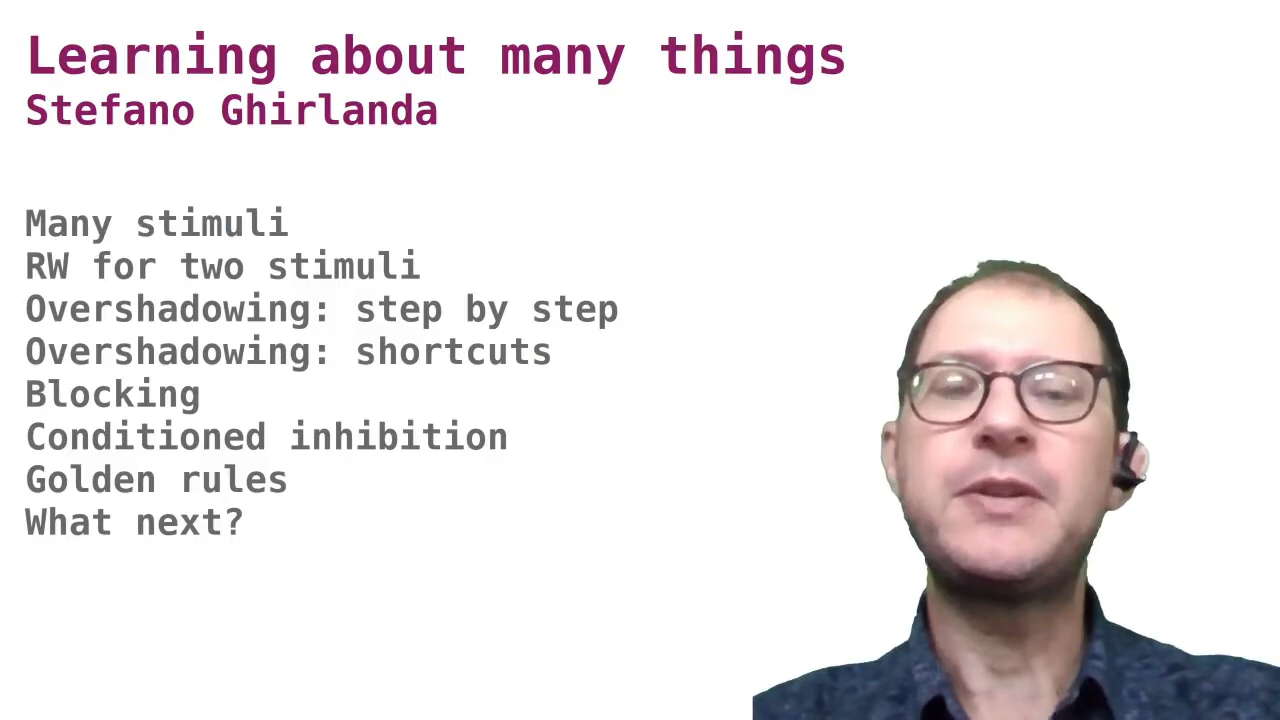 Learning about many things
Stefano Ghirlanda
Many stimuli
RW for two stimuli
Overshadowing: step by step
Overshadowing: shortcuts
Blocking
Conditioned inhibition
Golden rules
What next?